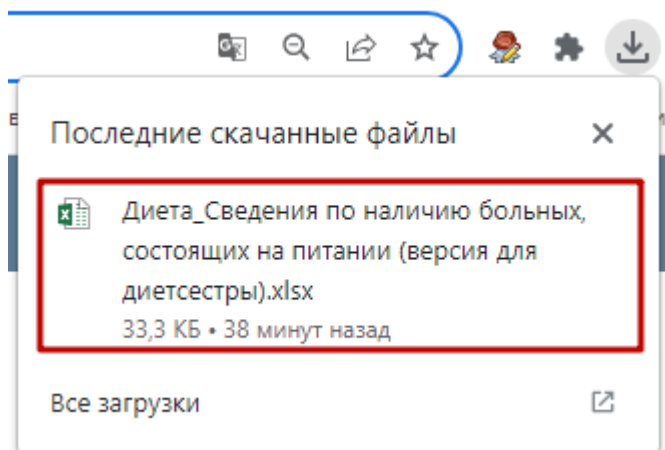 Последние скачанные файлы
Диета_Сведения по наличию больных,
состоящих на питании (версия для
диетсестры).xlsx
33,3 КБ • 38 минут назад
Все загрузки